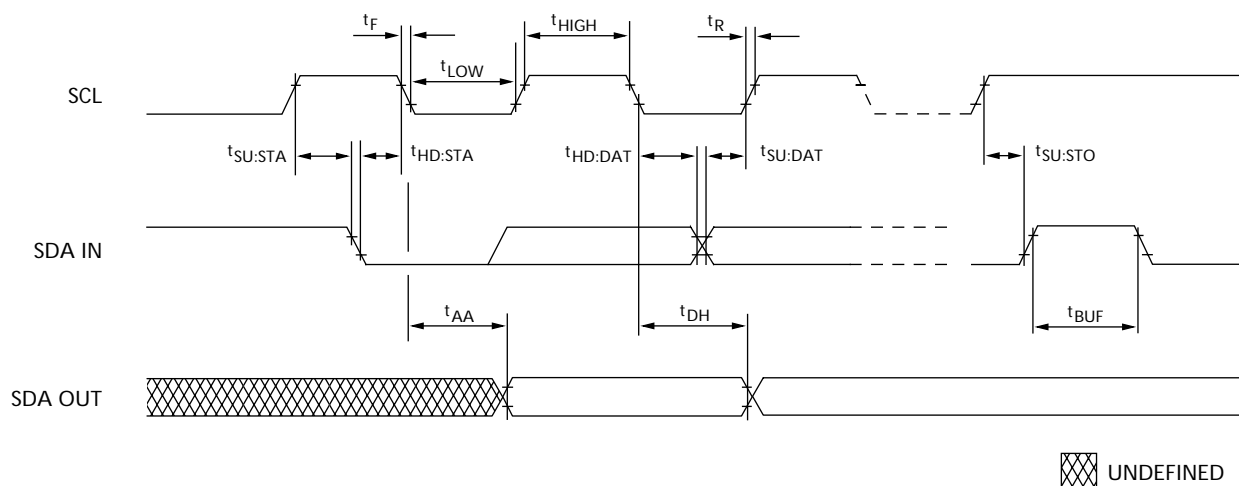 tF
tHIGH
tR
tLOW
SCL
tSU:STA
tHD:STA
tHD:DAT
tSU:DAT
tSU:STO
SDA IN
tAA
tDH
tBUF
SDA OUT
UNDEFINED